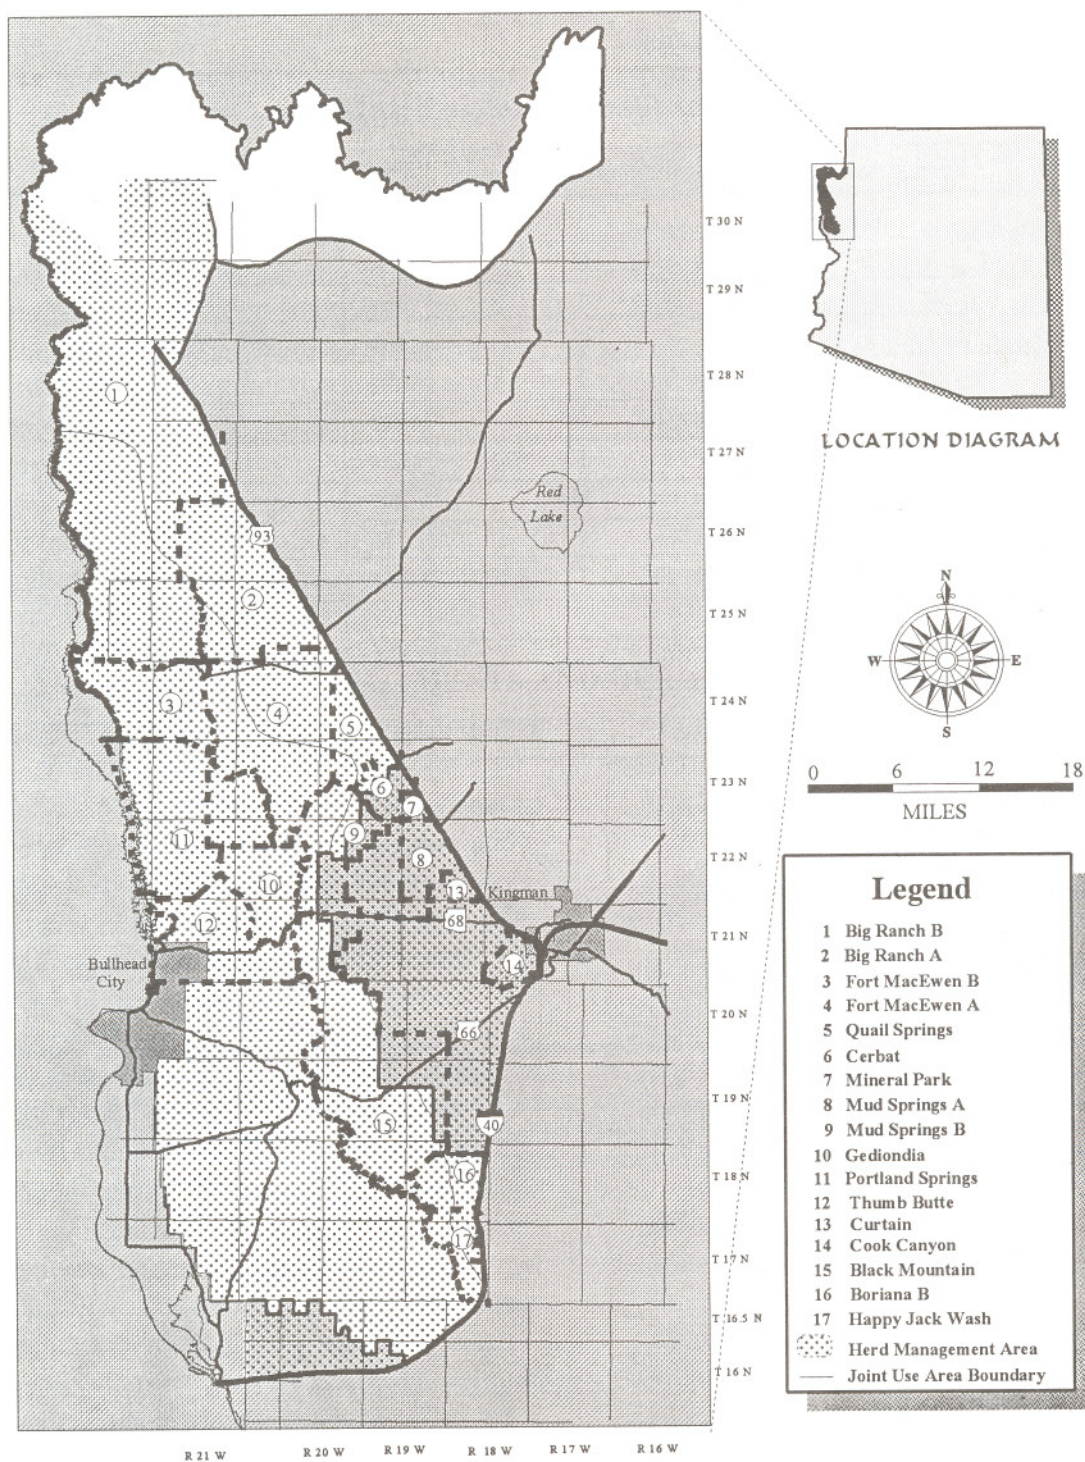 T 30 N
T 29 N
T 28 N
1
LOCATION DIAGRAM
T 27 N
Red
Lake
93
T 26 N
N
2
T 25 N
W
E
3
4
5
T 24 N
S
0 6 12 18
MILES
6
T 23 N
7
9
11
8
T 22 N
10
13
Kingman
12
68
T 21 N
Bullhead
City
14
T 20 N
66
T 19 N
15
40
16
T 18 N
17
T 17 N
T 16.5 N
T 16 N
R 21 W R 20 W R 19 W R 18 W R 17 W R 16 W
Legend
1 Big Ranch B
2 Big Ranch A
3 Fort MacEwen B
4 Fort MacEwen A
5 Quail Springs
6 Cerbat
7 Mineral Park
8 Mud Springs A
9 Mud Springs B
10 Gediondia
11 Portland Springs
12 Thumb Butte
13 Curtain
14 Cook Canyon
15 Black Mountain
16 Boriana B
17 Happy Jack Wash
Herd Management Area
Joint Use Area Boundary